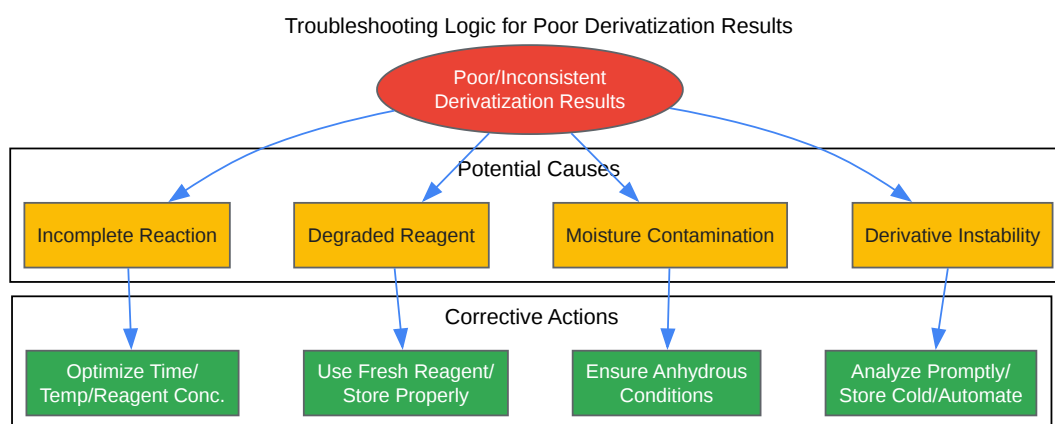 Troubleshooting Logic for Poor Derivatization Results
Poor/Inconsistent
Derivatization Results
Potential Causes
Incomplete Reaction
Degraded Reagent
Moisture Contamination
Derivative Instability
Corrective Actions
Optimize Time/
Temp/Reagent Conc.
Use Fresh Reagent/
Store Properly
Ensure Anhydrous
Conditions
Analyze Promptly/
Store Cold/Automate